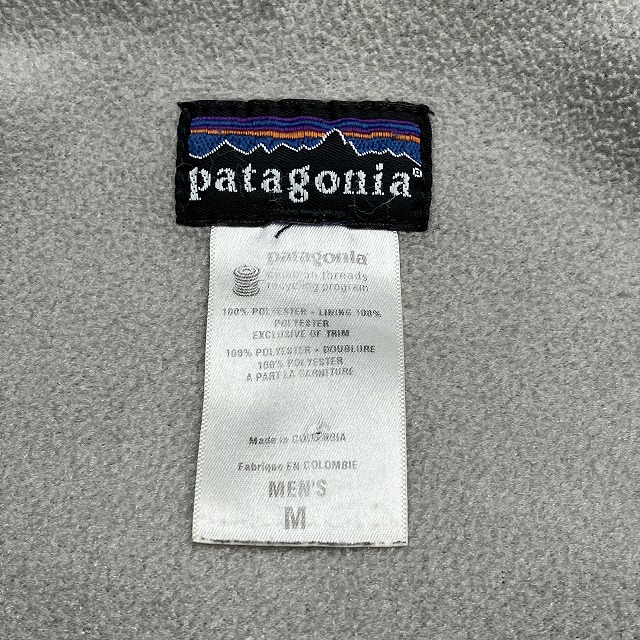 patagonia®
patagonia®
common threads
recycling program
100% POLYESTER - LINING 100%
POLYESTER
EXCLUSIVE OF TRIM
100% POLYESTER - DOUBLURE
100% POLYESTER
A PART LA GARNITURE
Made in COLOMBIA
Fabrique EN COLOMBIE
MEN'S
M